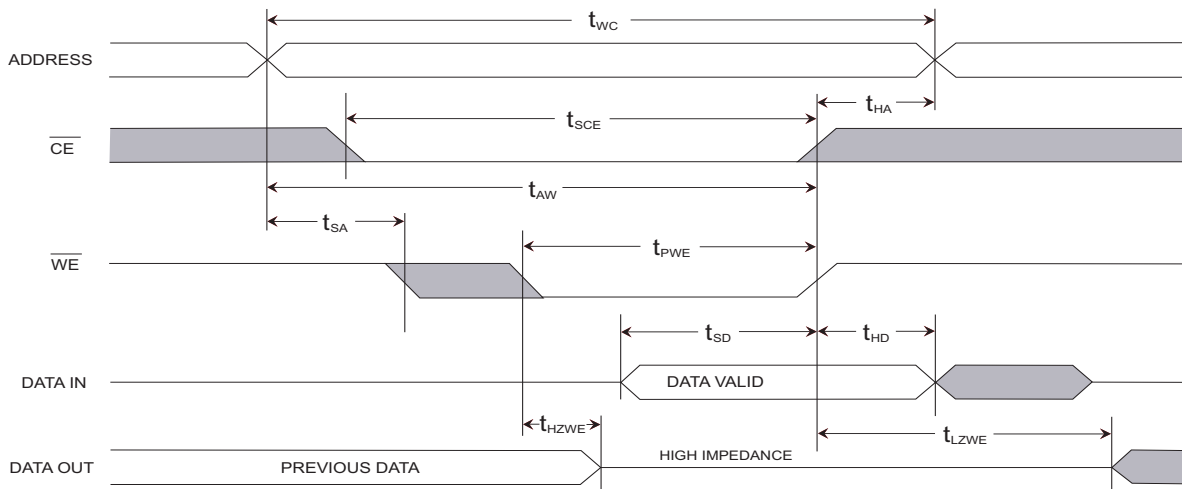 tWC
ADDRESS
tHA
tSCE
CE
tAW
tSA
tPWE
WE
tSD
tHD
DATA IN
DATA VALID
tHZWE
tLZWE
DATA OUT
PREVIOUS DATA
HIGH IMPEDANCE